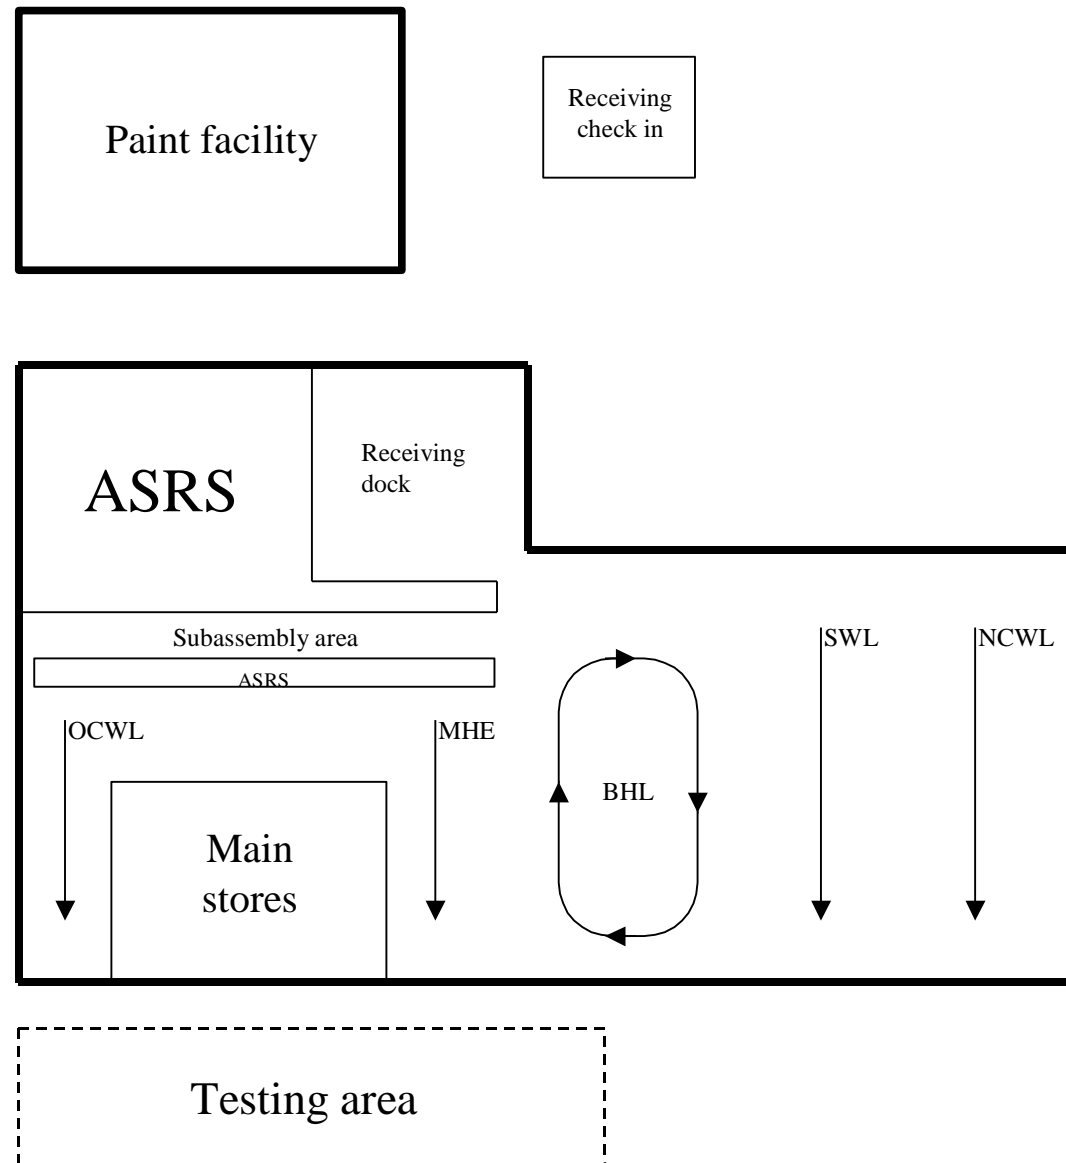 Paint facility
Receiving
check in
ASRS
Receiving
dock
Subassembly area
ASRS
OCWL
MHE
BHL
SWL
NCWL
Main
stores
Testing area